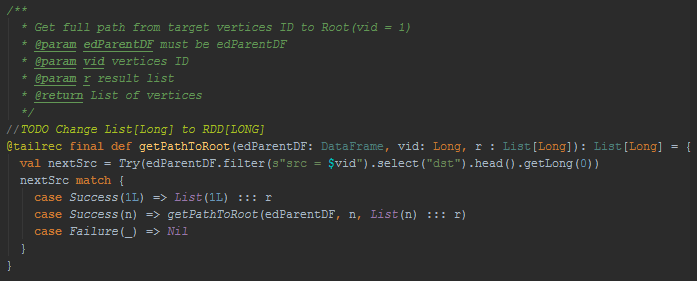 /**
 * Get full path from target vertices ID to Root(vid = 1)
 * @param edParentDF must be edParentDF
 * @param vid vertices ID
 * @param r result list
 * @return List of vertices
 */
//TODO Change List[Long] to RDD[LONG]
@tailrec final def getPathToRoot(edParentDF: DataFrame, vid: Long, r : List[Long]): List[Long] = {
  val nextSrc = Try(edParentDF.filter(s"src = $vid").select("dst").head().getLong(0))
  nextSrc match {
    case Success(1L) => List(1L) ::: r
    case Success(n) => getPathToRoot(edParentDF, n, List(n) ::: r)
    case Failure(_) => Nil
  }
}